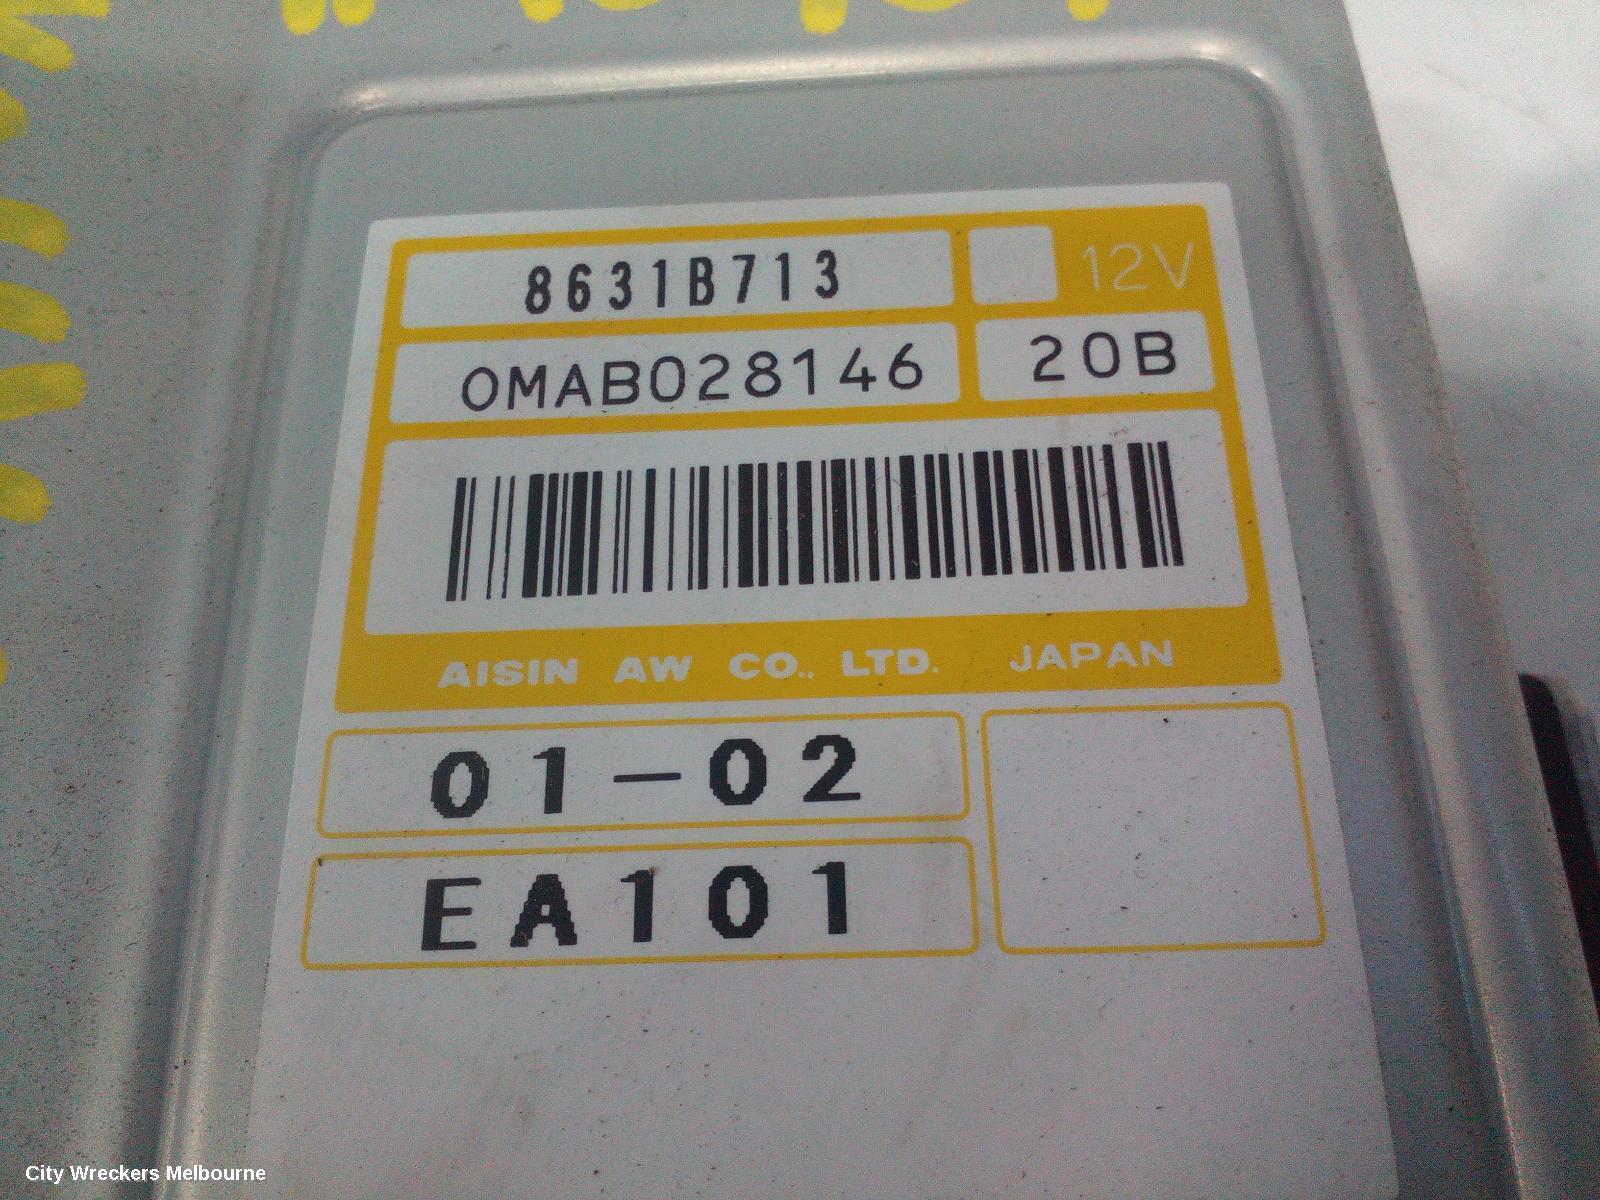 8631B713
12V
0MAB028146
20B
AISIN AW CO., LTD. JAPAN
01-02
EA101
City Wreckers Melbourne